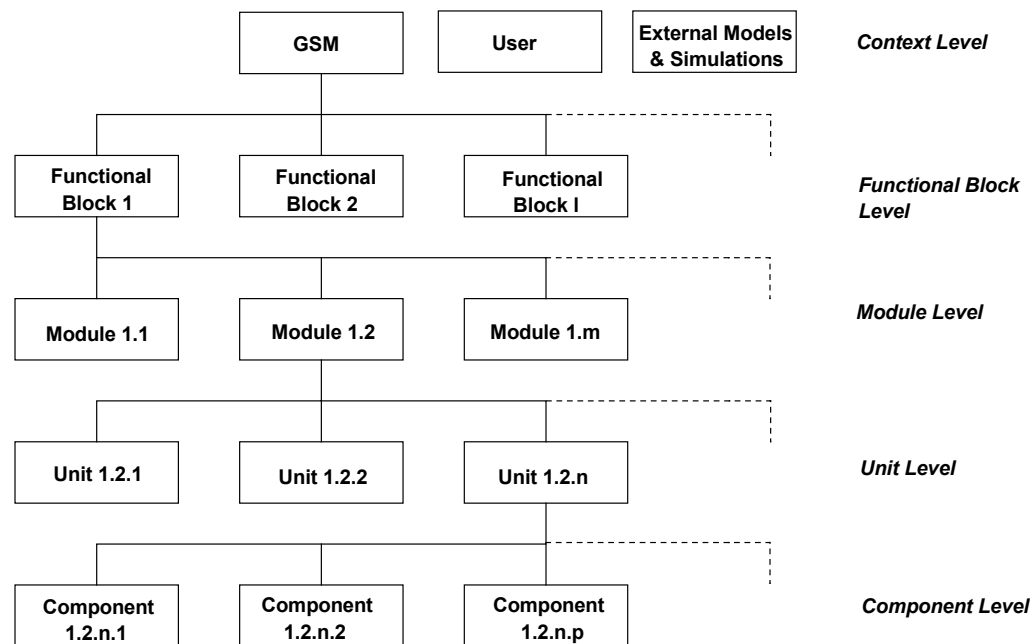 GSM
User
External Models
& Simulations
Context Level
Functional
Block 1
Functional
Block 2
Functional
Block l
Functional Block
Level
Module 1.1
Module 1.2
Module 1.m
Module Level
Unit 1.2.1
Unit 1.2.2
Unit 1.2.n
Unit Level
Component
1.2.n.1
Component
1.2.n.2
Component
1.2.n.p
Component Level